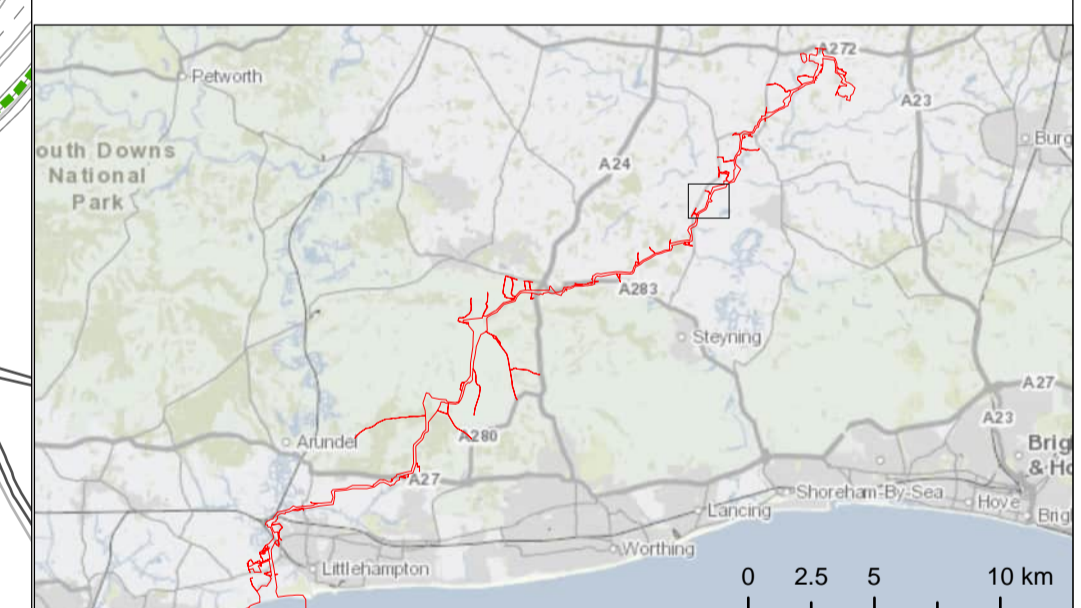 A272
Petworth
A23
Burg
outh Downs
National
Park
A24
A283
Steyning
A27
A23
Arundel
A280
Brig
& Ho
A27
Shoreham-By-Sea
Hove
Lancing
Brig
Worthing
Littlehampton
0 2.5 5 10 km